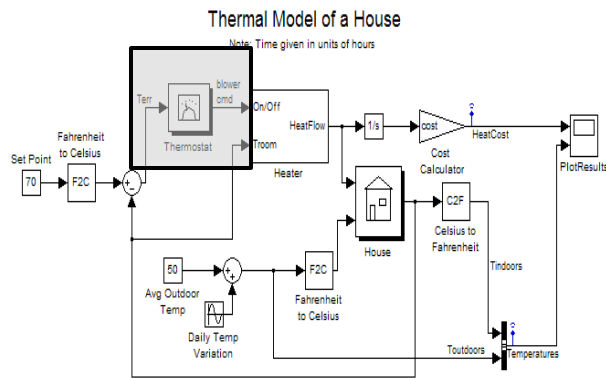 Thermal Model of a House
Note: Time given in units of hours
blower
cmd
Terr
On/Off
Thermostat
HeatFlow
1/s
cost
HeatCost
Troom
Heater
Cost
Calculator
PlotResults
Fahrenheit
to Celsius
Set Point
70
F2C
+
−
House
C2F
Celsius to
Fahrenheit
50
Avg Outdoor
Temp
+
+
F2C
Fahrenheit
to Celsius
Tindoors
Daily Temp
Variation
Toutdoors
Temperatures